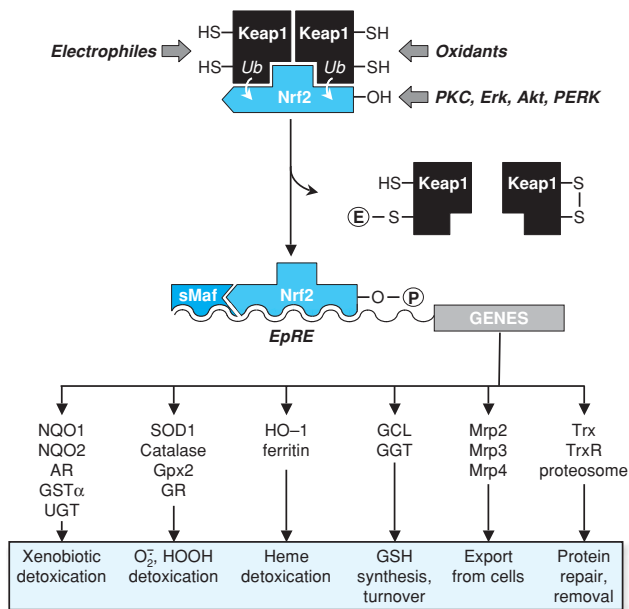 HS Keap1 Keap1 SH
Electrophiles Oxidants
HS Ub Ub SH
Nrf2 OH PKC, Erk, Akt, PERK
HS Keap1 Keap1 S
E S S
sMaf Nrf2 O P
EpRE GENES
NQO1
NQO2
AR
GSTα
UGT
SOD1
Catalase
Gpx2
GR
HO–1
ferritin
GCL
GGT
Mrp2
Mrp3
Mrp4
Trx
TrxR
proteosome
Xenobiotic
detoxication
O₂⁻, HOOH
detoxication
Heme
detoxication
GSH
synthesis,
turnover
Export
from cells
Protein
repair,
removal